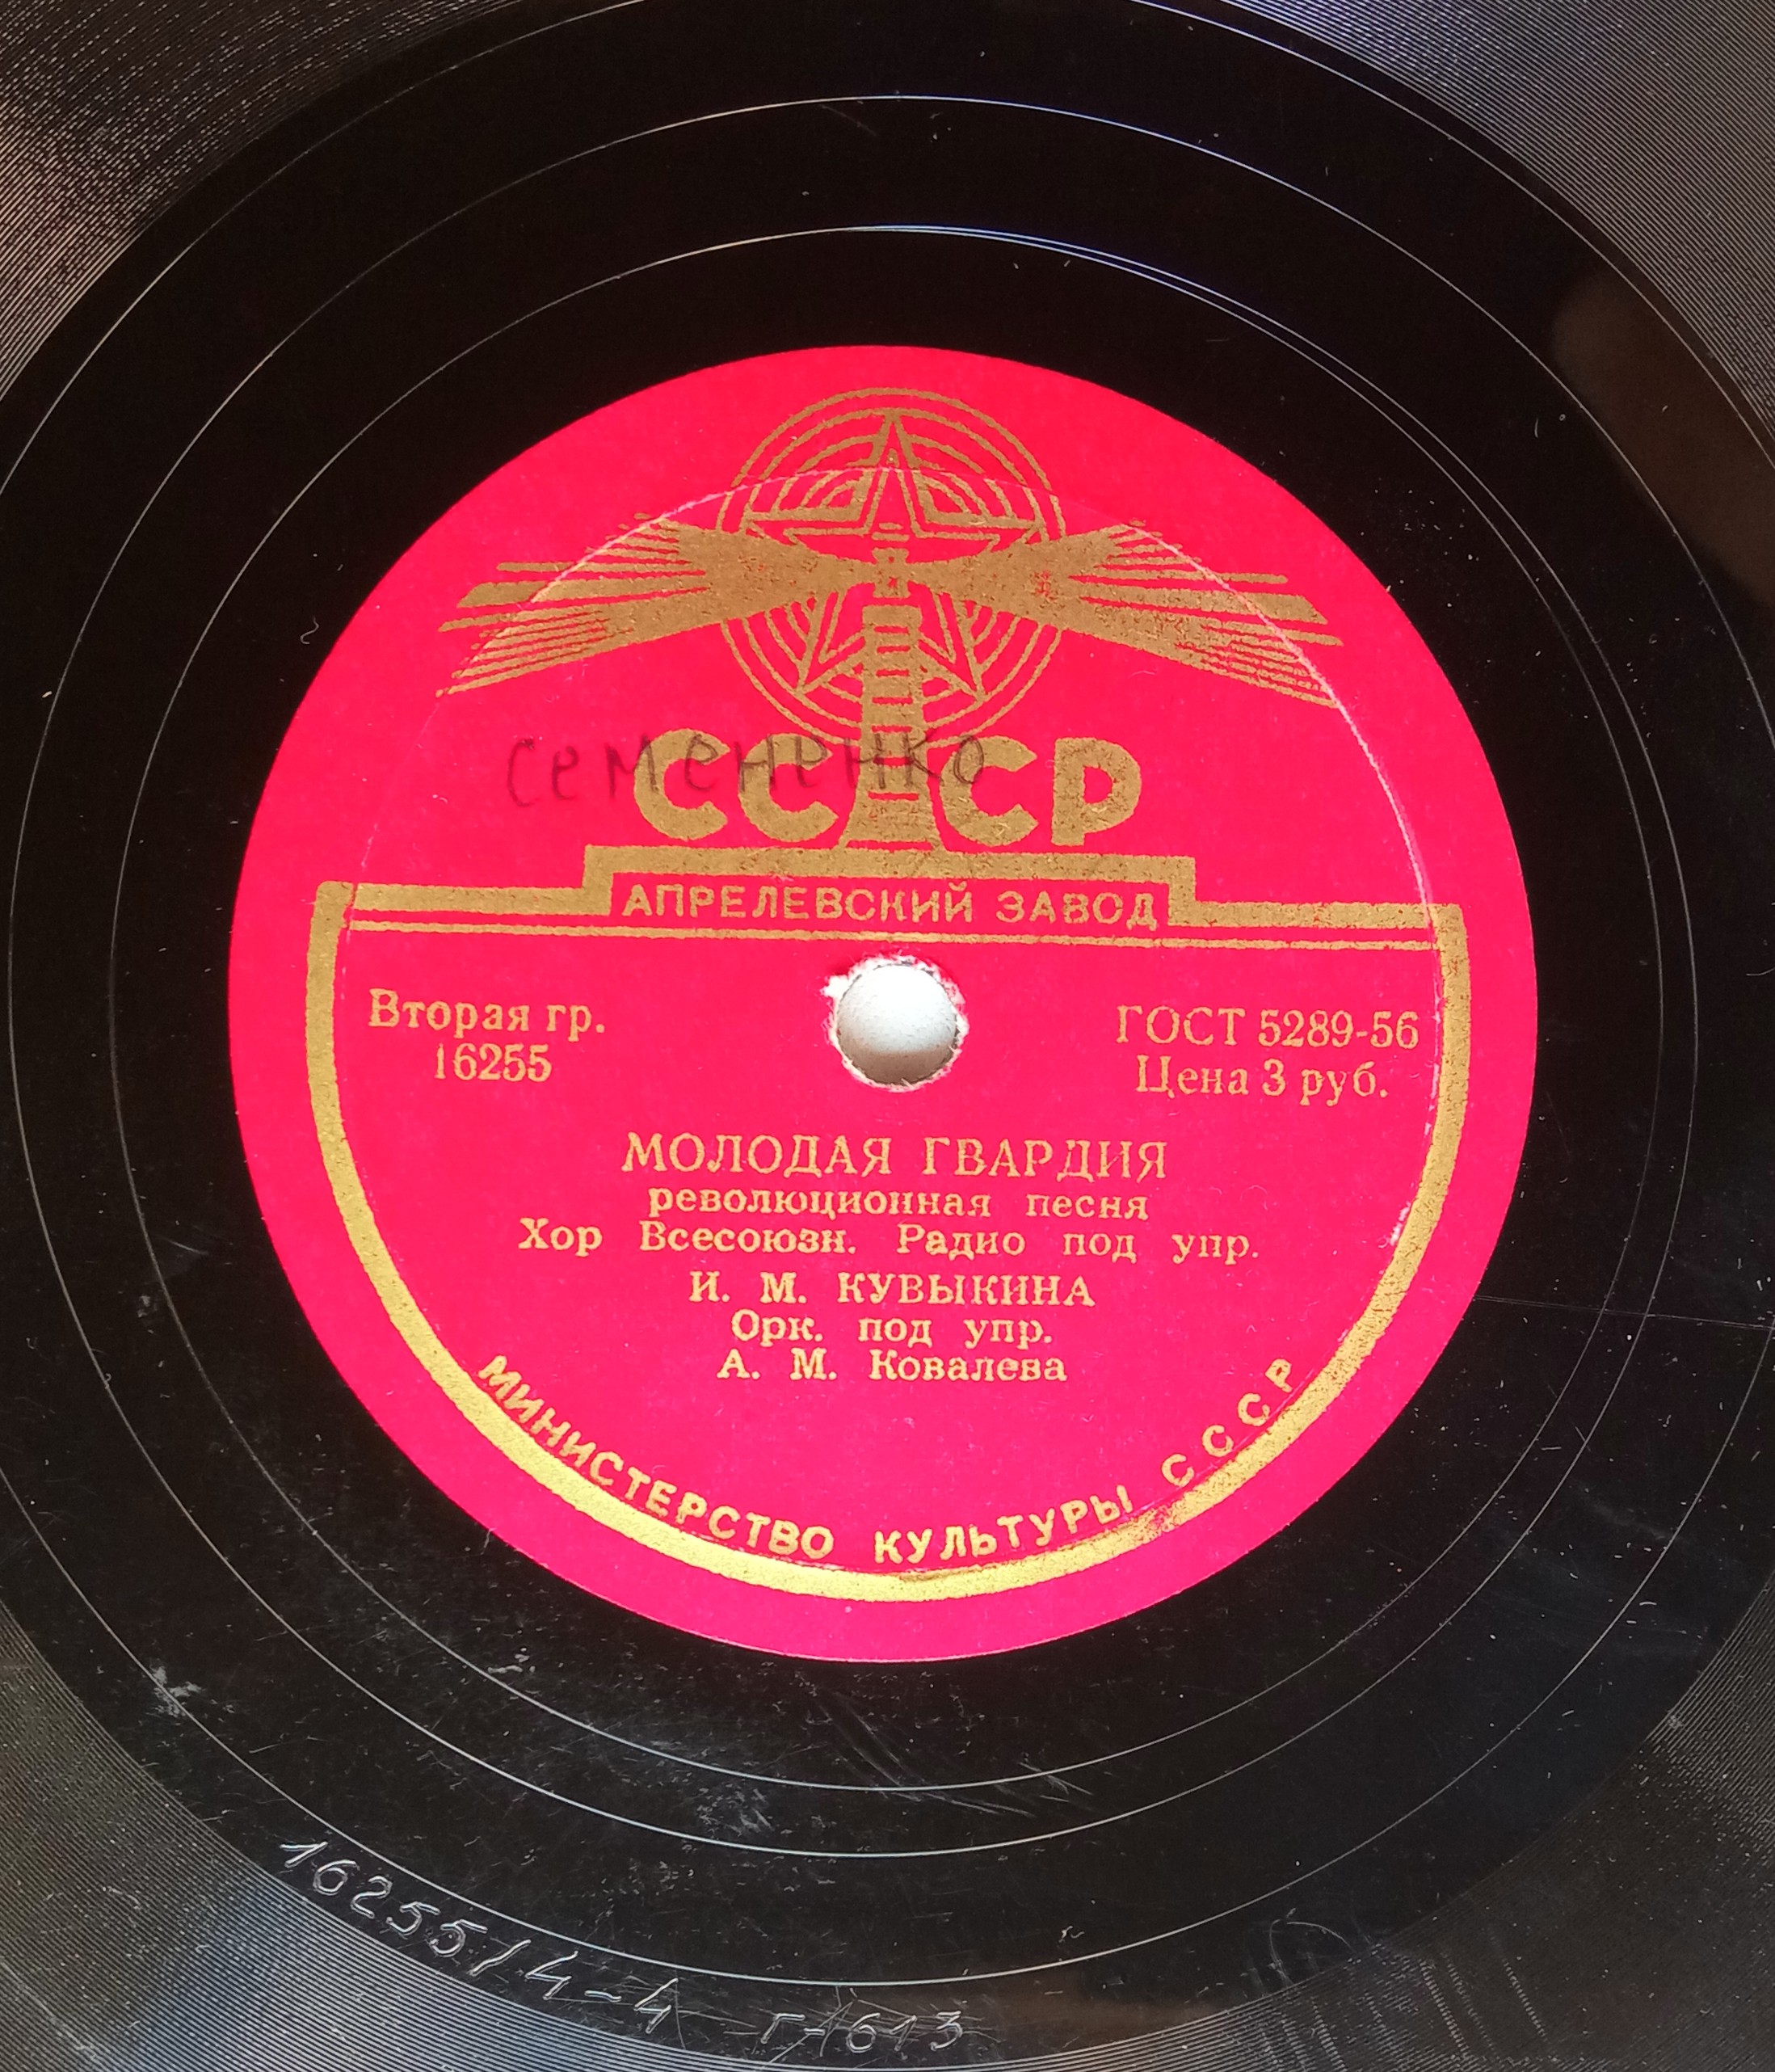 Семененко
СССР
АПРЕЛЕВСКИЙ ЗАВОД
Вторая гр.
16255
ГОСТ 5289-56
Цена 3 руб.
МОЛОДАЯ ГВАРДИЯ
революционная песня
Хор Всесоюзн. Радио под упр.
И. М. КУВЫКИНА
Орк. под упр.
А. М. Ковалева
МИНИСТЕРСТВО КУЛЬТУРЫ СССР
16255/4-4